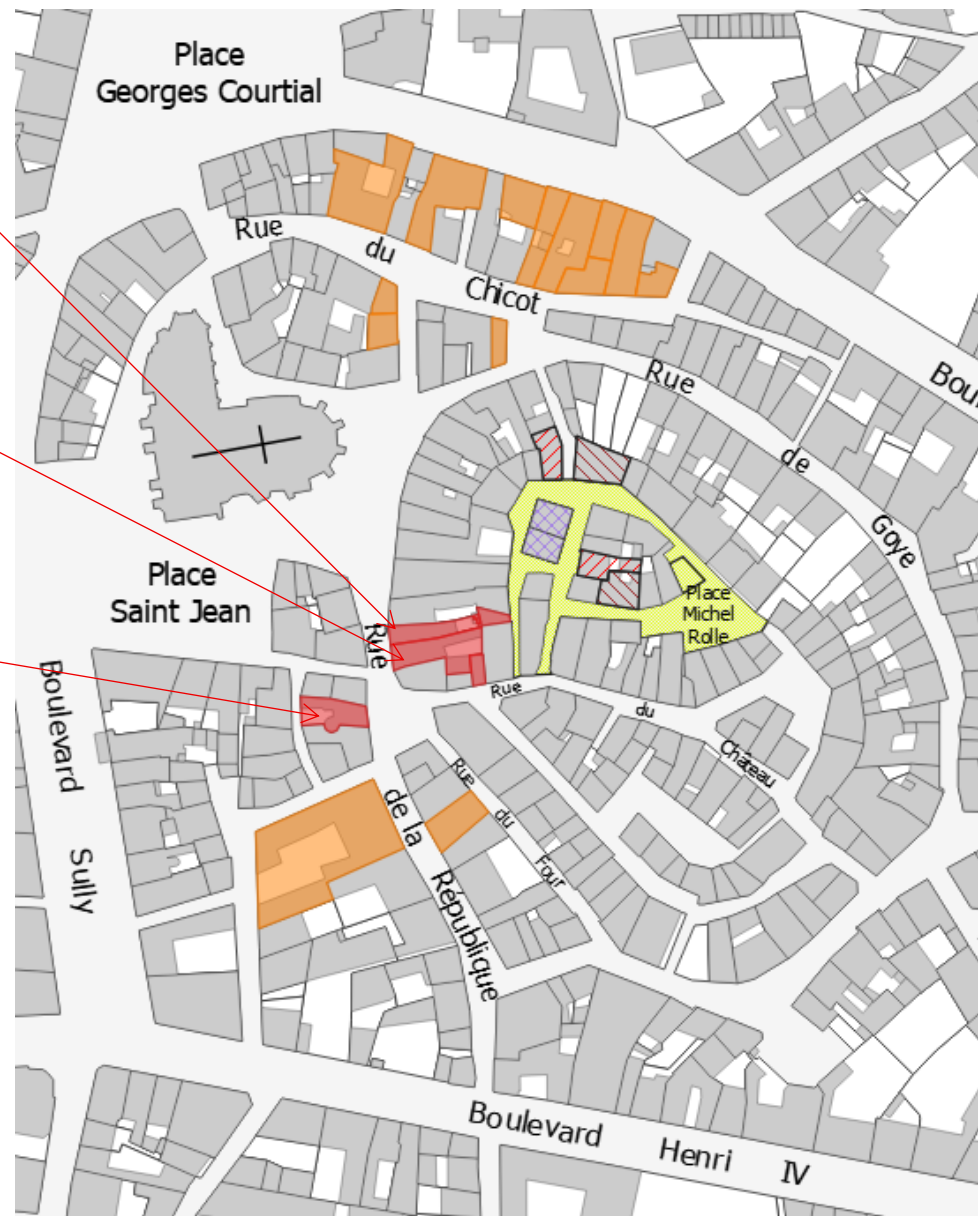 Place
Georges Courtial
Rue
du
Chicot
Rue
de
Goye
Boul
Place
Saint Jean
Place
Michel
Rolle
Rue
de la
République
Rue
du
Château
Rue
du
Four
Boulevard
Sully
Boulevard Henri IV